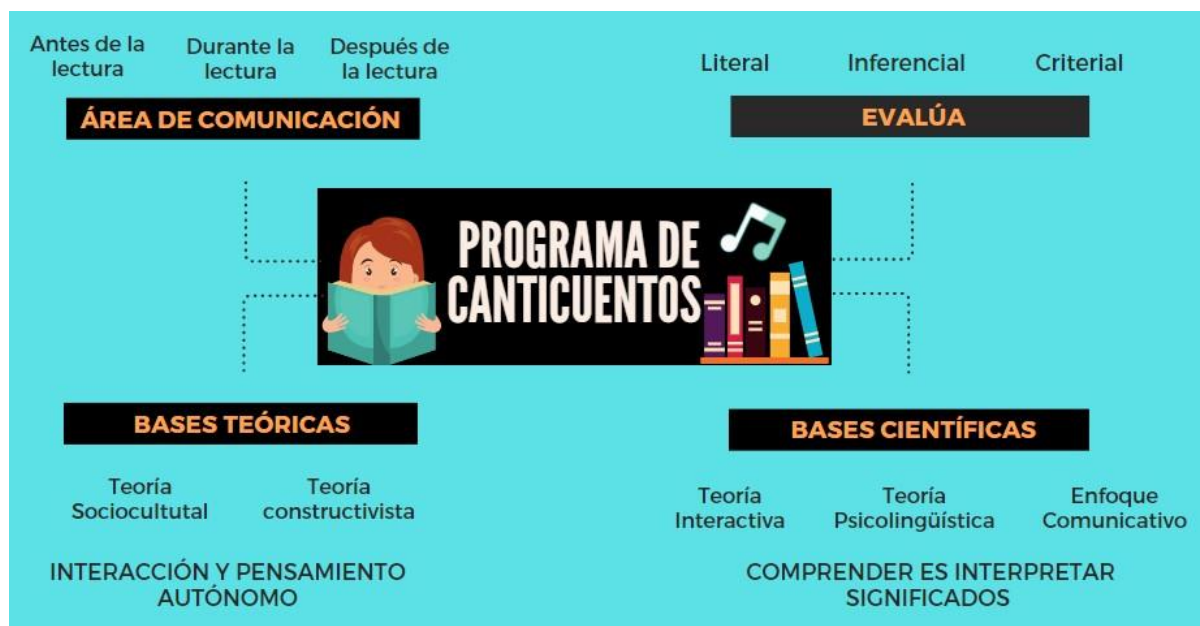 Antes de la
lectura
Durante la
lectura
Después de
la lectura
ÁREA DE COMUNICACIÓN
Literal
Inferencial
Criterial
EVALÚA
PROGRAMA DE
CANTICUENTOS
BASES TEÓRICAS
Teoría
Sociocultutal
Teoría
constructivista
INTERACCIÓN Y PENSAMIENTO
AUTÓNOMO
BASES CIENTÍFICAS
Teoría
Interactiva
Teoría
Psicolingüística
Enfoque
Comunicativo
COMPRENDER ES INTERPRETAR
SIGNIFICADOS